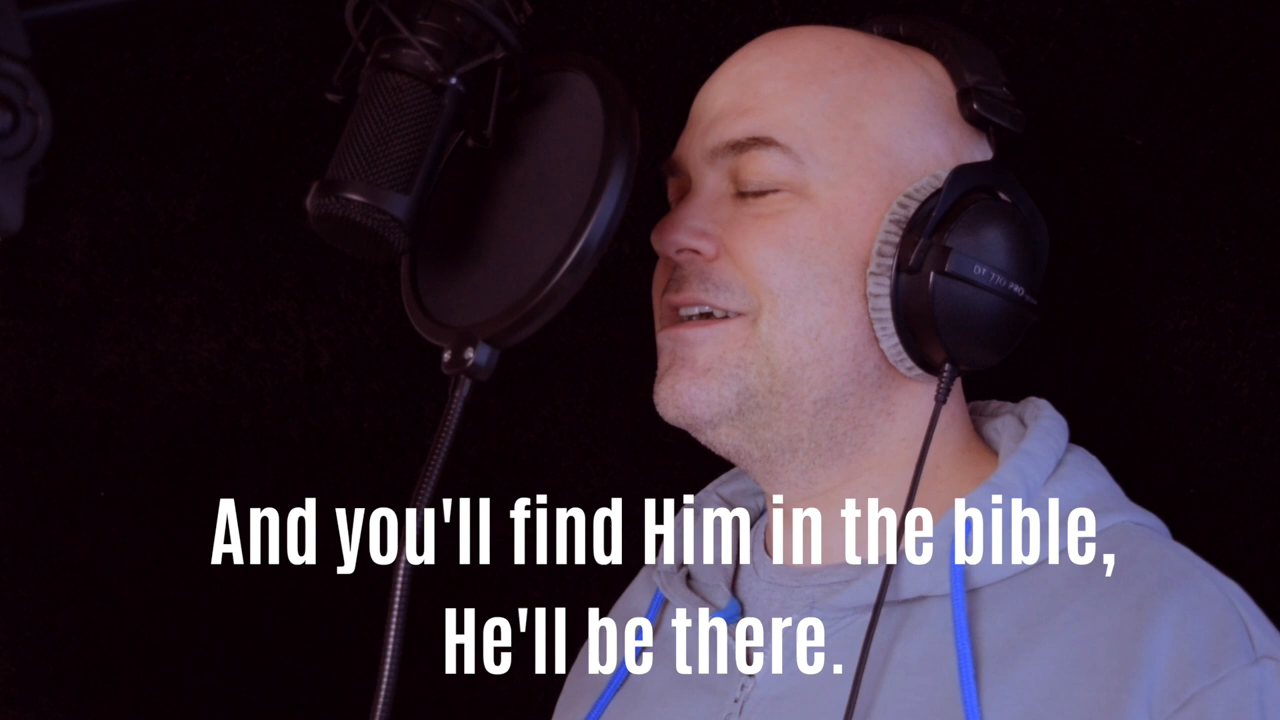 And you'll find Him in the bible,
He'll be there.
DT 770 PRO